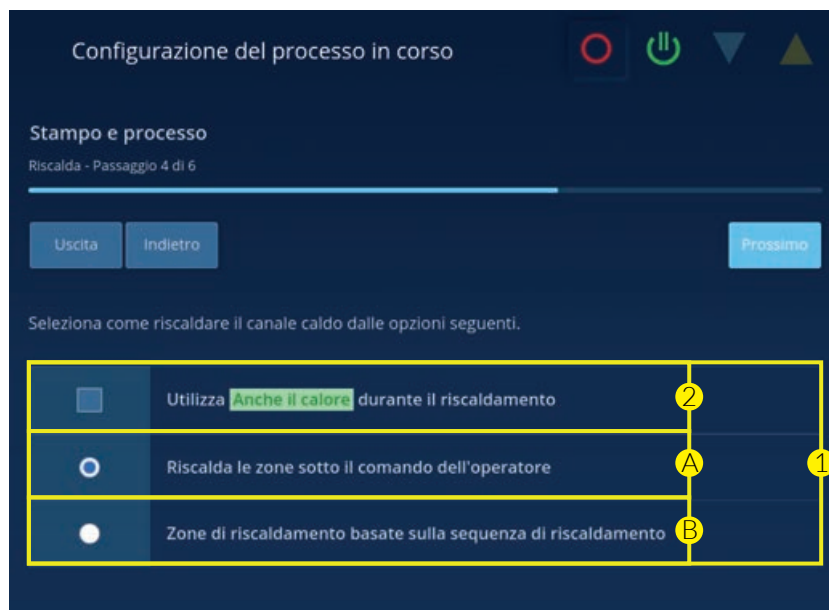 Configurazione del processo in corso
Stampo e processo
Riscalda - Passaggio 4 di 6
Uscita Indietro Prossimo
Seleziona come riscaldare il canale caldo dalle opzioni seguenti.
Utilizza Anche il calore durante il riscaldamento 2
Riscalda le zone sotto il comando dell'operatore A 1
Zone di riscaldamento basate sulla sequenza di riscaldamento B